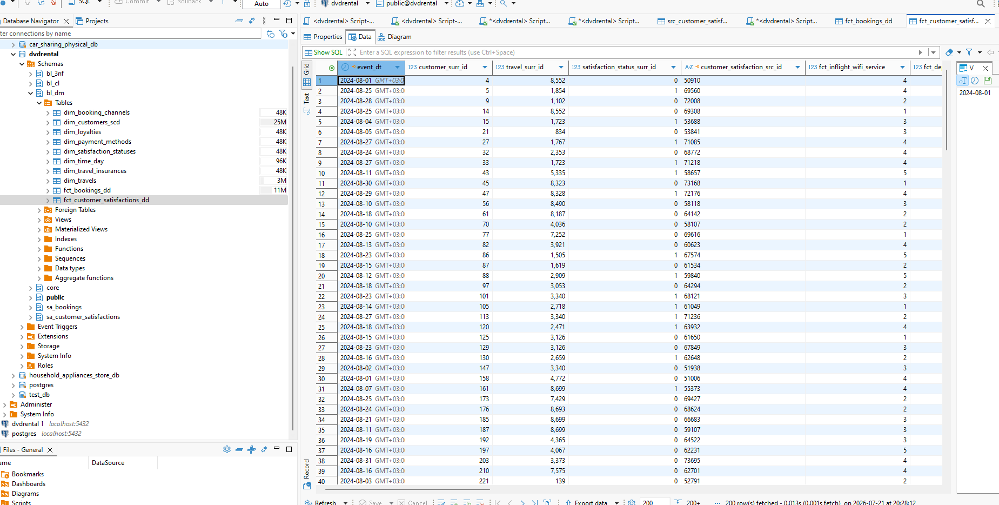 SQL
Commit
Rollback
Auto
dvdrental
public@dvdrental
Database Navigator
Projects
<dvdrental> Script-...
<dvdrental> Script-...
*<dvdrental> Script...
*<dvdrental> Script...
src_customer_satisf...
*<dvdrental> Script...
fct_bookings_dd
fct_customer_satisf...
ter connections by name
Properties
Data
Diagram
Show SQL
Enter a SQL expression to filter results (use Ctrl+Space)
car_sharing_physical_db
dvdrental
Schemas
bl_3nf
bl_cl
bl_dm
Tables
dim_booking_channels 48K
dim_customers_scd 25M
dim_loyalties 48K
dim_payment_methods 48K
dim_satisfaction_statuses 48K
dim_time_day 96K
dim_travel_insurances 48K
dim_travels 3M
fct_bookings_dd 11M
fct_customer_satisfactions_dd
Foreign Tables
Views
Materialized Views
Indexes
Functions
Sequences
Data types
Aggregate functions
core
public
sa_bookings
sa_customer_satisfactions
Event Triggers
Extensions
Storage
System Info
Roles
household_appliances_store_db
postgres
test_db
Administer
System Info
dvdrental 1 localhost:5432
postgres localhost:5432
Files - General
ame DataSource
Bookmarks
Dashboards
Diagrams
Scripts
Grid
Text
Record
event_dt 123 customer_surr_id 123 travel_surr_id 123 satisfaction_status_surr_id A-Z customer_satisfaction_src_id 123 fct_inflight_wifi_service 123 fct_de
1 2024-08-01 GMT+03:0 4 8,552 0 50910 4
2 2024-08-25 GMT+03:0 5 1,854 1 69560 4
3 2024-08-28 GMT+03:0 9 1,102 0 72008 2
4 2024-08-25 GMT+03:0 14 8,552 0 69308 1
5 2024-08-04 GMT+03:0 15 1,723 1 53688 3
6 2024-08-05 GMT+03:0 21 834 0 53841 3
7 2024-08-27 GMT+03:0 27 1,767 1 71085 4
8 2024-08-24 GMT+03:0 32 2,353 0 68772 4
9 2024-08-27 GMT+03:0 33 1,723 1 71218 4
10 2024-08-11 GMT+03:0 43 5,335 1 58657 5
11 2024-08-30 GMT+03:0 45 8,323 0 73168 1
12 2024-08-29 GMT+03:0 47 8,328 1 72176 4
13 2024-08-10 GMT+03:0 56 8,490 0 58118 3
14 2024-08-18 GMT+03:0 61 8,187 0 64142 2
15 2024-08-10 GMT+03:0 70 4,036 0 58107 2
16 2024-08-25 GMT+03:0 77 7,252 0 69616 1
17 2024-08-13 GMT+03:0 82 3,921 0 60623 4
18 2024-08-23 GMT+03:0 86 1,505 1 67574 5
19 2024-08-15 GMT+03:0 87 1,619 0 61534 2
20 2024-08-12 GMT+03:0 88 2,909 1 59840 5
21 2024-08-18 GMT+03:0 97 3,053 0 64294 2
22 2024-08-23 GMT+03:0 101 3,340 1 68121 3
23 2024-08-14 GMT+03:0 105 2,718 1 61049 1
24 2024-08-27 GMT+03:0 113 3,340 1 71236 2
25 2024-08-18 GMT+03:0 120 2,471 1 63932 4
26 2024-08-15 GMT+03:0 125 3,126 0 61650 1
27 2024-08-23 GMT+03:0 129 3,126 0 67849 3
28 2024-08-16 GMT+03:0 130 2,659 1 62648 2
29 2024-08-02 GMT+03:0 147 3,340 0 51938 3
30 2024-08-01 GMT+03:0 158 4,772 0 51006 4
31 2024-08-07 GMT+03:0 161 8,699 1 55373 4
32 2024-08-25 GMT+03:0 173 7,429 0 69427 2
33 2024-08-24 GMT+03:0 176 8,693 0 68624 2
34 2024-08-21 GMT+03:0 185 8,699 0 66683 3
35 2024-08-11 GMT+03:0 187 8,699 0 59107 3
36 2024-08-19 GMT+03:0 192 4,365 0 64522 3
37 2024-08-16 GMT+03:0 197 4,067 0 62231 5
38 2024-08-31 GMT+03:0 203 3,373 0 73695 4
39 2024-08-16 GMT+03:0 210 7,575 0 62701 4
40 2024-08-03 GMT+03:0 221 139 0 52791 2
V
2024-08-01
Refresh Save Cancel Export data 200 200+ 200 row(s) fetched - 0.013s (0.001s fetch), on 2026-07-21 at 20:28:12